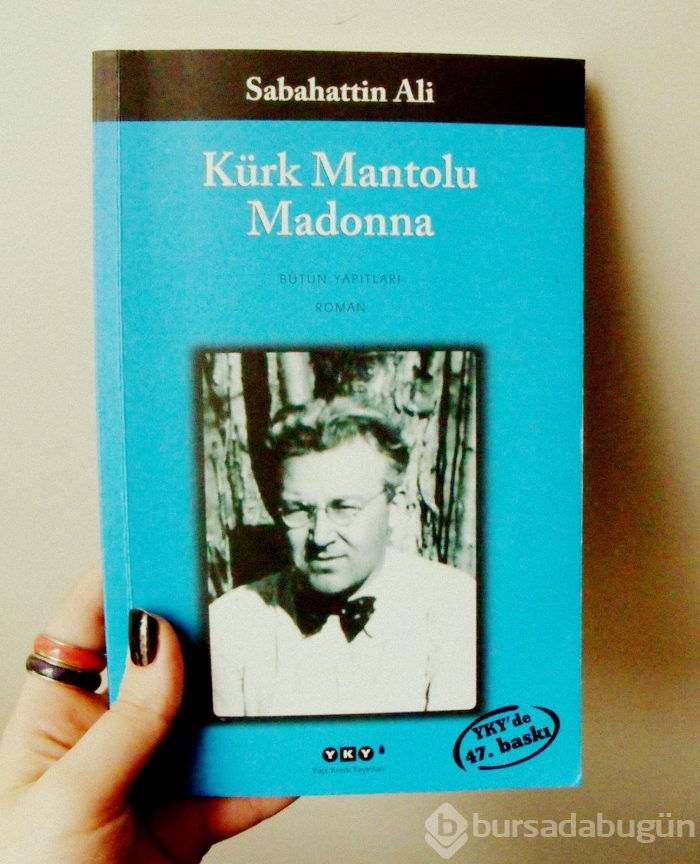 Sabahattin Ali
Kürk Mantolu
Madonna
BÜTÜN YAPITLARI
ROMAN
YKY'de
47. baskı
YKY
Yapı Kredi Yayınları
b bursadabugün